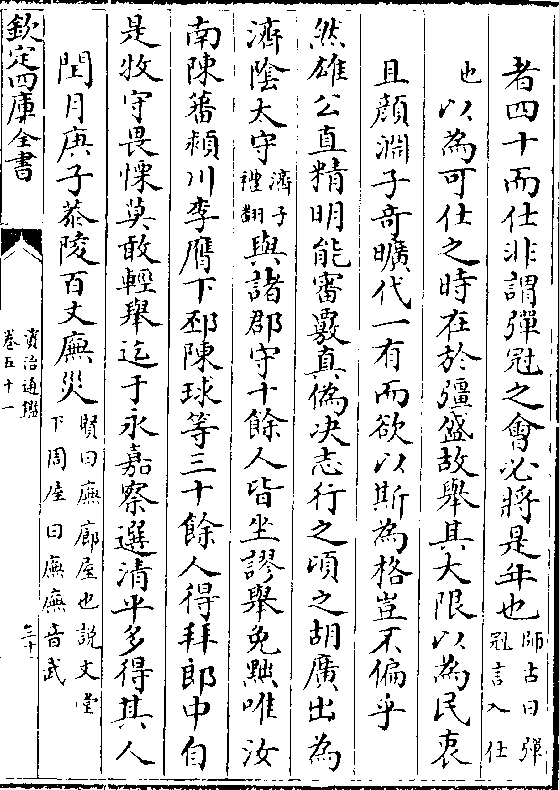 者四十而仕非謂彈冠之會必將是年也師古曰彈冠言入仕
也以為可仕之時在於彊盛故舉其大限以為民衷
且顔淵子奇曠代一有而欲以斯為格豈不偏乎
然雄公直精明能審覈真偽决志行之頃之胡廣出為
濟隂太守濟子禮翻與諸郡守十餘人皆坐謬舉免黜唯汝
南陳蕃潁川李膺下邳陳球等三十餘人得拜郎中自
是牧守畏慄莫敢輕舉迄于永嘉察選清平多得其人
閏月庚子恭陵百丈廡災賢曰廡廊屋也説文堂下周屋曰廡廡音武
欽定四庫全書
資治通鑑
卷五十一
三十